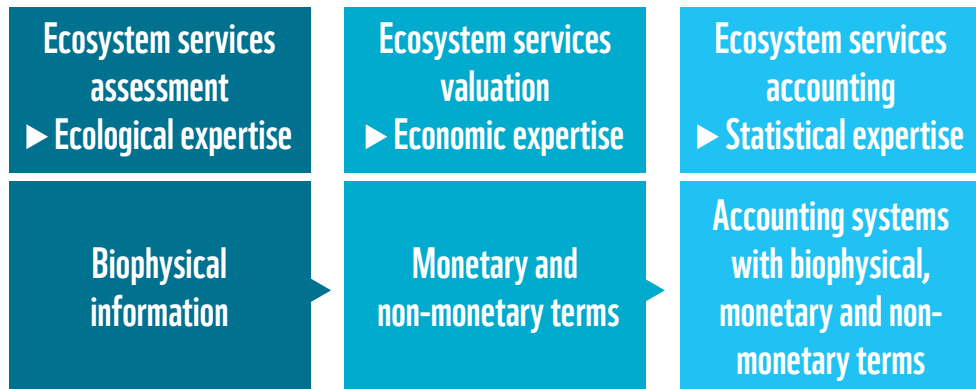 Ecosystem services
assessment
▶ Ecological expertise
Ecosystem services
valuation
▶ Economic expertise
Ecosystem services
accounting
▶ Statistical expertise
Biophysical
information
Monetary and
non-monetary terms
Accounting systems
with biophysical,
monetary and non-
monetary terms